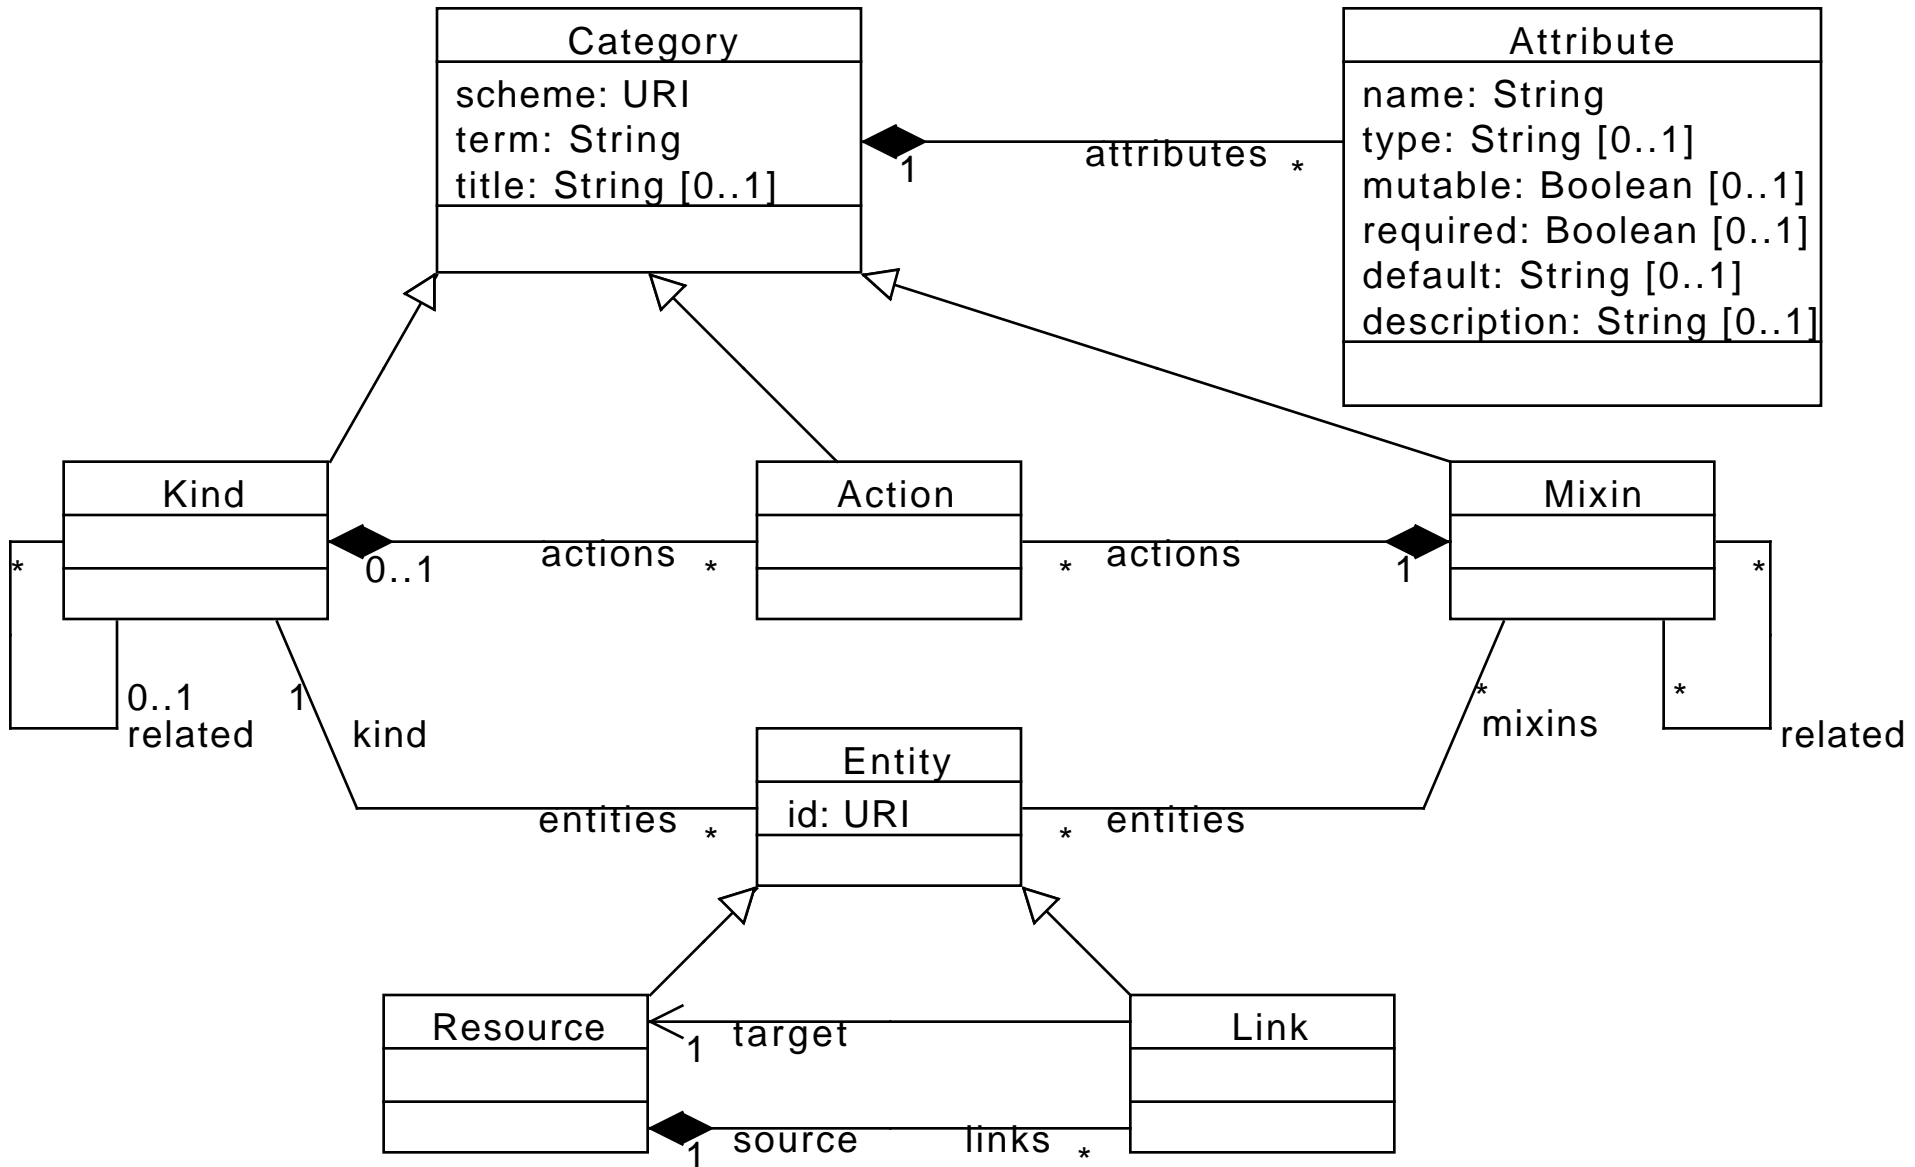 Category
scheme: URI
term: String
title: String [0..1]
Attribute
name: String
type: String [0..1]
mutable: Boolean [0..1]
required: Boolean [0..1]
default: String [0..1]
description: String [0..1]
1
attributes *
Kind
Action
Mixin
*
0..1
actions *
* actions
1
*
0..1
related
1
kind
*
mixins
*
related
Entity
id: URI
entities *
* entities
Resource
Link
1 target
1 source
links *